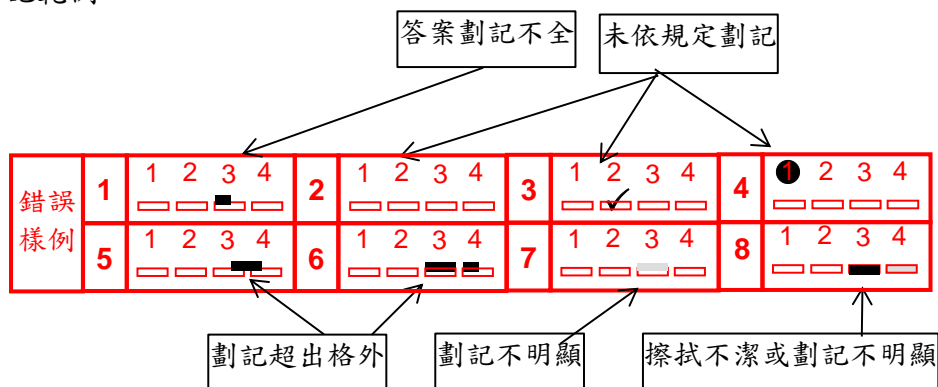 答案劃記不全 未依規定劃記
錯誤
樣例
1 1 2 3 4 2 1 2 3 4 3 1 2 3 4 4 1 2 3 4
5 1 2 3 4 6 1 2 3 4 7 1 2 3 4 8 1 2 3 4
劃記超出格外 劃記不明顯 擦拭不潔或劃記不明顯